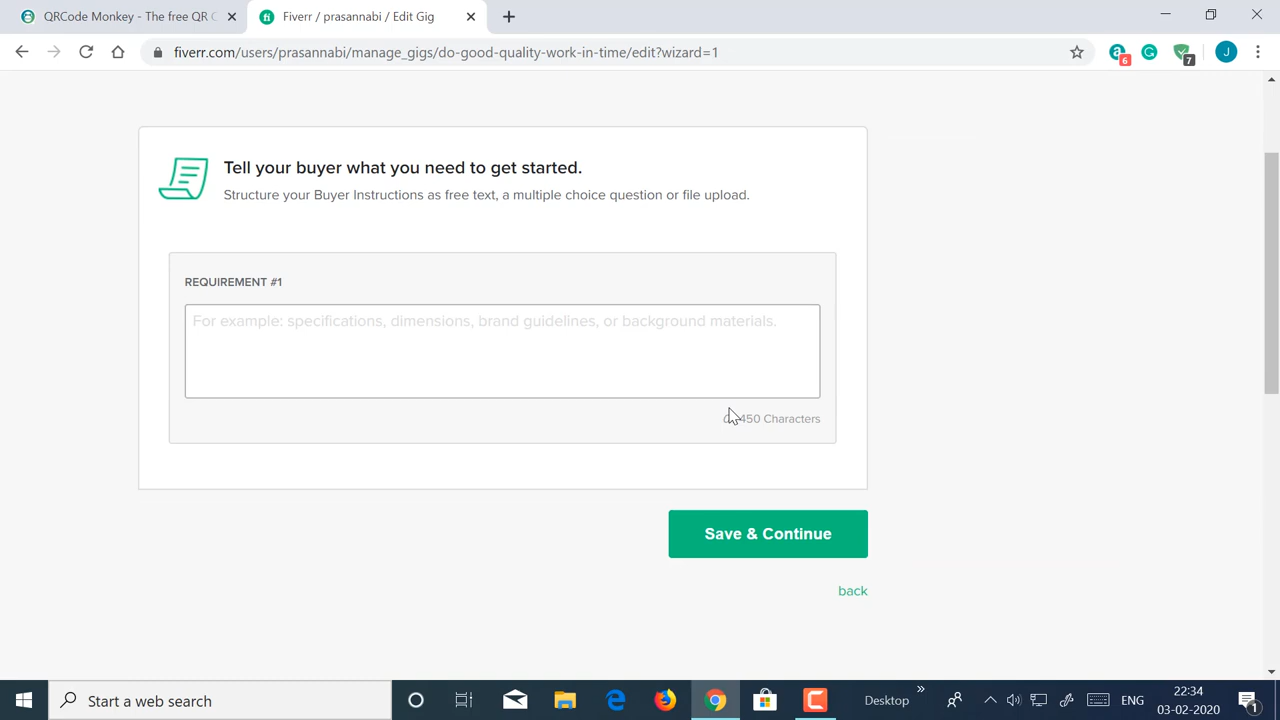 QRCode Monkey - The free QR C
Fiverr / prasannabi / Edit Gig
fiverr.com/users/prasannabi/manage_gigs/do-good-quality-work-in-time/edit?wizard=1
6
7
J
Tell your buyer what you need to get started.
Structure your Buyer Instructions as free text, a multiple choice question or file upload.
REQUIREMENT #1
For example: specifications, dimensions, brand guidelines, or background materials.
450 Characters
Save & Continue
back
Start a web search
Desktop
ENG
22:34
03-02-2020
1